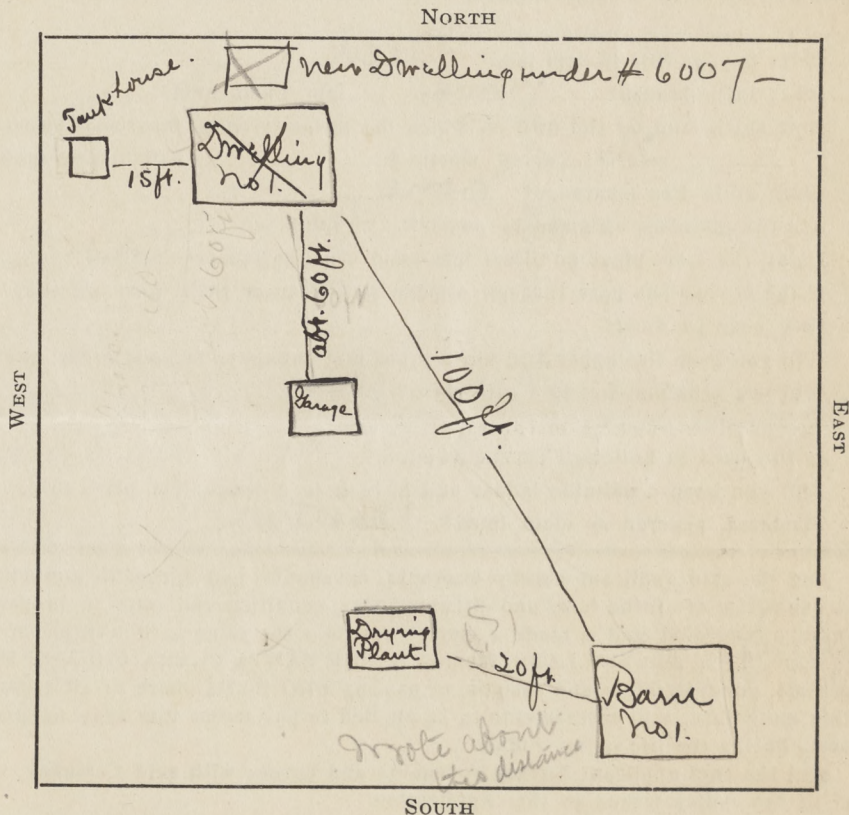 NORTH
New Dwelling under # 6007 –
Tank house.
Dwelling
No 1.
15 ft.
abt. 60 ft.
100 ft.
Garage
WEST
EAST
Drying
Plant
20 ft.
Barn
No 1.
wrote about
this distance
SOUTH